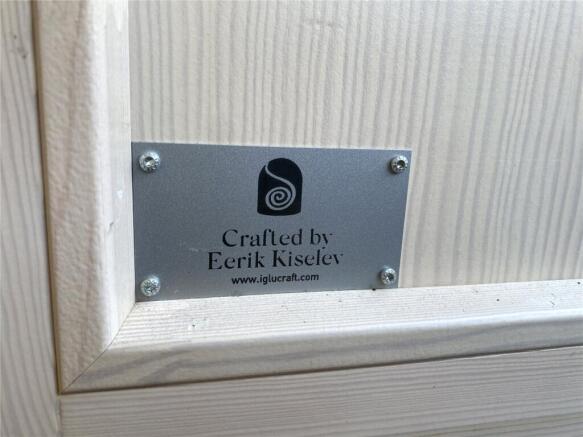 Crafted by
Eerik Kiselev
www.iglucraft.com